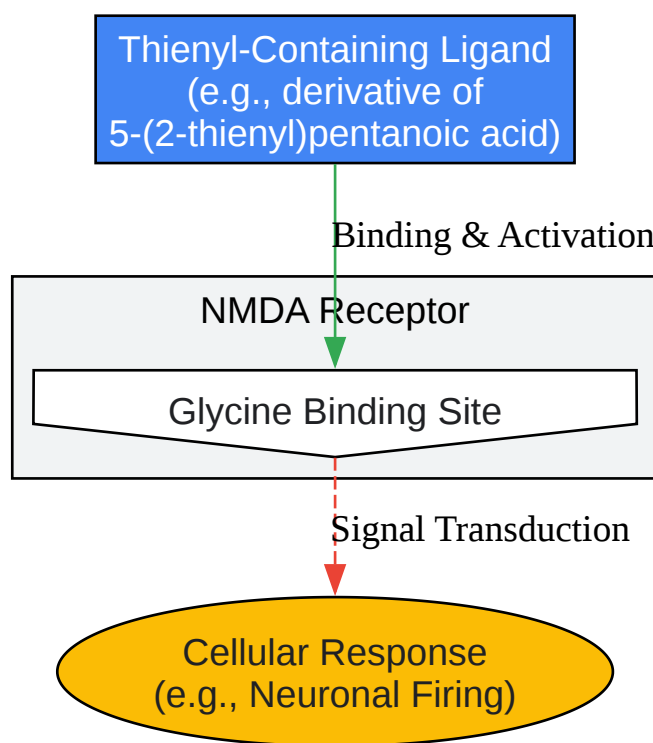 Thienyl-Containing Ligand
(e.g., derivative of
5-(2-thienyl)pentanoic acid)
Binding & Activation
NMDA Receptor
Glycine Binding Site
Signal Transduction
Cellular Response
(e.g., Neuronal Firing)